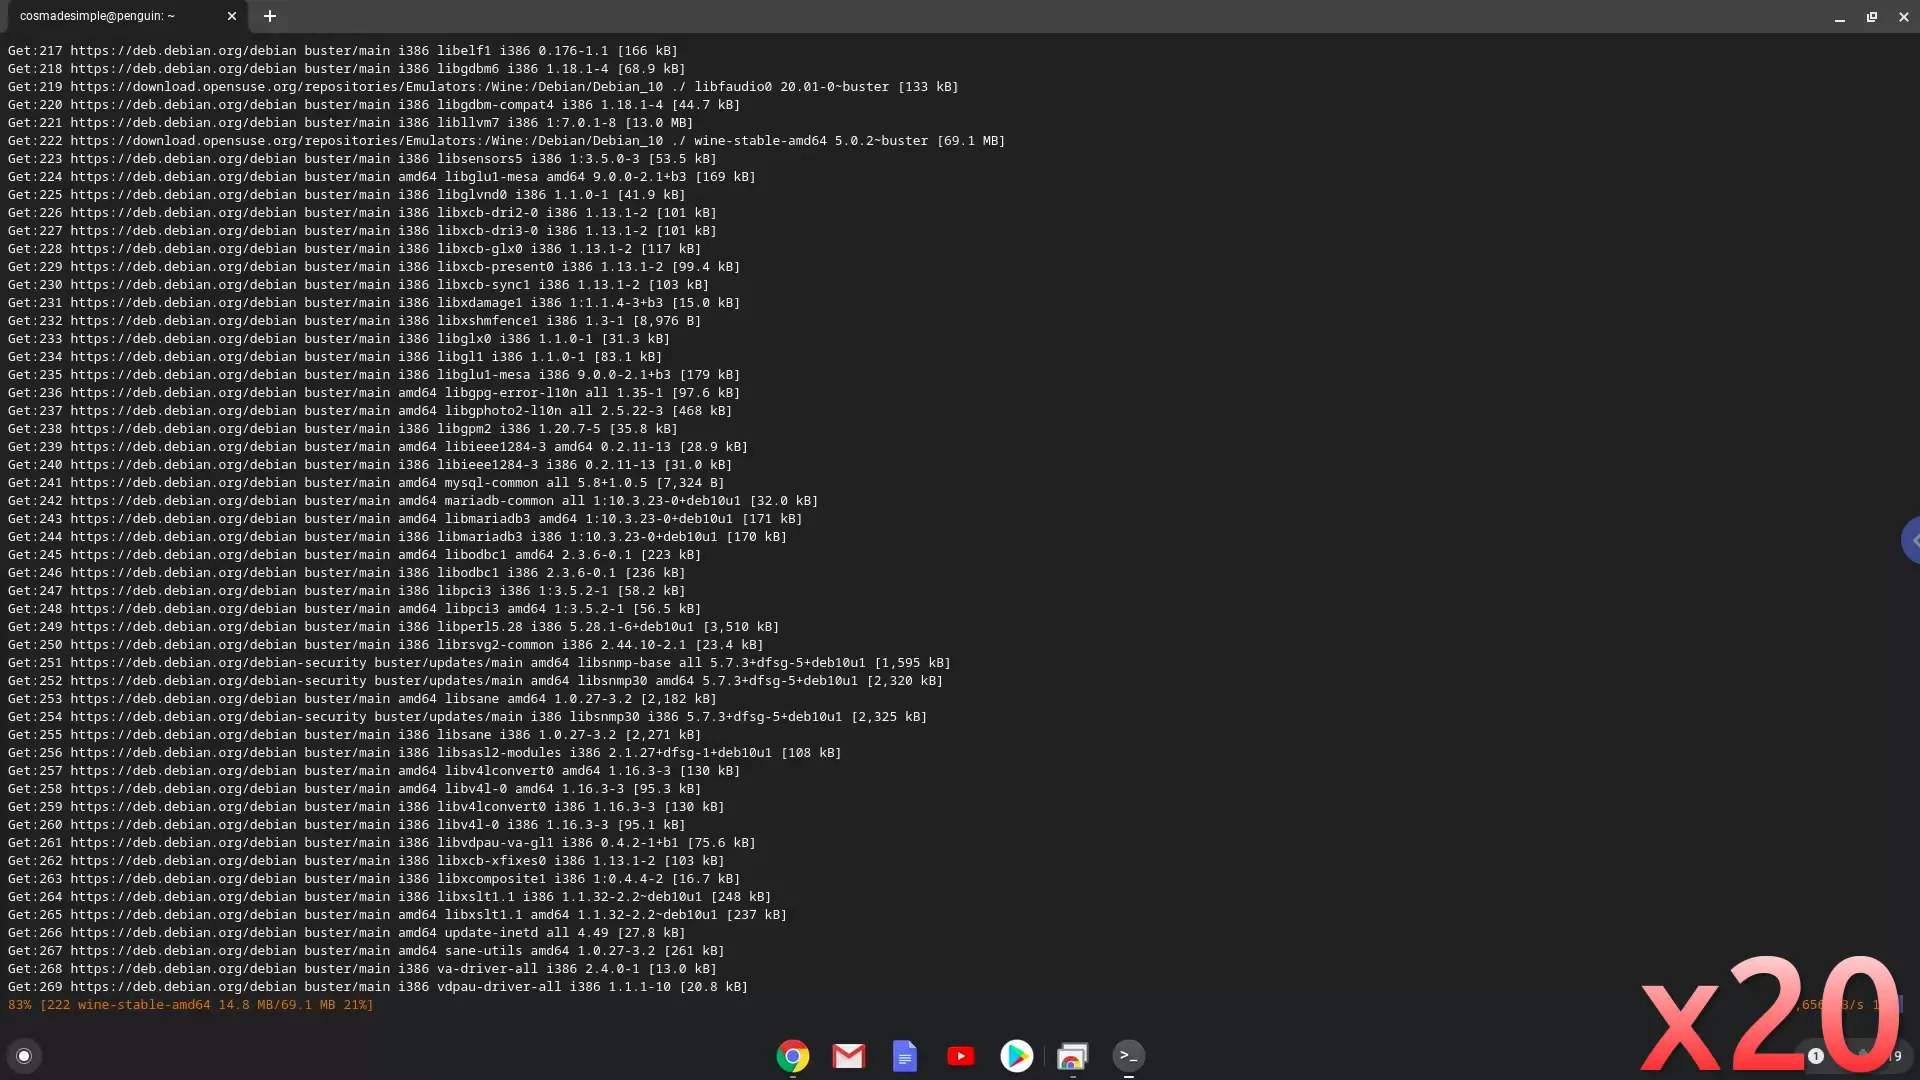 cosmadesimple@penguin: ~
Get:217 https://deb.debian.org/debian buster/main i386 libelf1 i386 0.176-1.1 [166 kB]
Get:218 https://deb.debian.org/debian buster/main i386 libgdbm6 i386 1.18.1-4 [68.9 kB]
Get:219 https://download.opensuse.org/repositories/Emulators:/Wine:/Debian/Debian_10 ./ libfaudio0 20.01-0~buster [133 kB]
Get:220 https://deb.debian.org/debian buster/main i386 libgdbm-compat4 i386 1.18.1-4 [44.7 kB]
Get:221 https://deb.debian.org/debian buster/main i386 libllvm7 i386 1:7.0.1-8 [13.0 MB]
Get:222 https://download.opensuse.org/repositories/Emulators:/Wine:/Debian/Debian_10 ./ wine-stable-amd64 5.0.2~buster [69.1 MB]
Get:223 https://deb.debian.org/debian buster/main i386 libsensors5 i386 1:3.5.0-3 [53.5 kB]
Get:224 https://deb.debian.org/debian buster/main amd64 libglu1-mesa amd64 9.0.0-2.1+b3 [169 kB]
Get:225 https://deb.debian.org/debian buster/main i386 libglvnd0 i386 1.1.0-1 [41.9 kB]
Get:226 https://deb.debian.org/debian buster/main i386 libxcb-dri2-0 i386 1.13.1-2 [101 kB]
Get:227 https://deb.debian.org/debian buster/main i386 libxcb-dri3-0 i386 1.13.1-2 [101 kB]
Get:228 https://deb.debian.org/debian buster/main i386 libxcb-glx0 i386 1.13.1-2 [117 kB]
Get:229 https://deb.debian.org/debian buster/main i386 libxcb-present0 i386 1.13.1-2 [99.4 kB]
Get:230 https://deb.debian.org/debian buster/main i386 libxcb-sync1 i386 1.13.1-2 [103 kB]
Get:231 https://deb.debian.org/debian buster/main i386 libxdamage1 i386 1:1.1.4-3+b3 [15.0 kB]
Get:232 https://deb.debian.org/debian buster/main i386 libxshmfence1 i386 1.3-1 [8,976 B]
Get:233 https://deb.debian.org/debian buster/main i386 libglx0 i386 1.1.0-1 [31.3 kB]
Get:234 https://deb.debian.org/debian buster/main i386 libgl1 i386 1.1.0-1 [83.1 kB]
Get:235 https://deb.debian.org/debian buster/main i386 libglu1-mesa i386 9.0.0-2.1+b3 [179 kB]
Get:236 https://deb.debian.org/debian buster/main amd64 libgpg-error-l10n all 1.35-1 [97.6 kB]
Get:237 https://deb.debian.org/debian buster/main amd64 libgphoto2-l10n all 2.5.22-3 [468 kB]
Get:238 https://deb.debian.org/debian buster/main i386 libgpm2 i386 1.20.7-5 [35.8 kB]
Get:239 https://deb.debian.org/debian buster/main amd64 libieee1284-3 amd64 0.2.11-13 [28.9 kB]
Get:240 https://deb.debian.org/debian buster/main i386 libieee1284-3 i386 0.2.11-13 [31.0 kB]
Get:241 https://deb.debian.org/debian buster/main amd64 mysql-common all 5.8+1.0.5 [7,324 B]
Get:242 https://deb.debian.org/debian buster/main amd64 mariadb-common all 1:10.3.23-0+deb10u1 [32.0 kB]
Get:243 https://deb.debian.org/debian buster/main amd64 libmariadb3 amd64 1:10.3.23-0+deb10u1 [171 kB]
Get:244 https://deb.debian.org/debian buster/main i386 libmariadb3 i386 1:10.3.23-0+deb10u1 [170 kB]
Get:245 https://deb.debian.org/debian buster/main amd64 libodbc1 amd64 2.3.6-0.1 [223 kB]
Get:246 https://deb.debian.org/debian buster/main i386 libodbc1 i386 2.3.6-0.1 [236 kB]
Get:247 https://deb.debian.org/debian buster/main i386 libpci3 i386 1:3.5.2-1 [58.2 kB]
Get:248 https://deb.debian.org/debian buster/main amd64 libpci3 amd64 1:3.5.2-1 [56.5 kB]
Get:249 https://deb.debian.org/debian buster/main i386 libperl5.28 i386 5.28.1-6+deb10u1 [3,510 kB]
Get:250 https://deb.debian.org/debian buster/main i386 librsvg2-common i386 2.44.10-2.1 [23.4 kB]
Get:251 https://deb.debian.org/debian-security buster/updates/main amd64 libsnmp-base all 5.7.3+dfsg-5+deb10u1 [1,595 kB]
Get:252 https://deb.debian.org/debian-security buster/updates/main amd64 libsnmp30 amd64 5.7.3+dfsg-5+deb10u1 [2,320 kB]
Get:253 https://deb.debian.org/debian buster/main amd64 libsane amd64 1.0.27-3.2 [2,182 kB]
Get:254 https://deb.debian.org/debian-security buster/updates/main i386 libsnmp30 i386 5.7.3+dfsg-5+deb10u1 [2,325 kB]
Get:255 https://deb.debian.org/debian buster/main i386 libsane i386 1.0.27-3.2 [2,271 kB]
Get:256 https://deb.debian.org/debian buster/main i386 libsasl2-modules i386 2.1.27+dfsg-1+deb10u1 [108 kB]
Get:257 https://deb.debian.org/debian buster/main amd64 libv4lconvert0 amd64 1.16.3-3 [130 kB]
Get:258 https://deb.debian.org/debian buster/main amd64 libv4l-0 amd64 1.16.3-3 [95.3 kB]
Get:259 https://deb.debian.org/debian buster/main i386 libv4lconvert0 i386 1.16.3-3 [130 kB]
Get:260 https://deb.debian.org/debian buster/main i386 libv4l-0 i386 1.16.3-3 [95.1 kB]
Get:261 https://deb.debian.org/debian buster/main i386 libvdpau-va-gl1 i386 0.4.2-1+b1 [75.6 kB]
Get:262 https://deb.debian.org/debian buster/main i386 libxcb-xfixes0 i386 1.13.1-2 [103 kB]
Get:263 https://deb.debian.org/debian buster/main i386 libxcomposite1 i386 1:0.4.4-2 [16.7 kB]
Get:264 https://deb.debian.org/debian buster/main i386 libxslt1.1 i386 1.1.32-2.2~deb10u1 [248 kB]
Get:265 https://deb.debian.org/debian buster/main amd64 libxslt1.1 amd64 1.1.32-2.2~deb10u1 [237 kB]
Get:266 https://deb.debian.org/debian buster/main amd64 update-inetd all 4.49 [27.8 kB]
Get:267 https://deb.debian.org/debian buster/main amd64 sane-utils amd64 1.0.27-3.2 [261 kB]
Get:268 https://deb.debian.org/debian buster/main i386 va-driver-all i386 2.4.0-1 [13.0 kB]
Get:269 https://deb.debian.org/debian buster/main i386 vdpau-driver-all i386 1.1.1-10 [20.8 kB]
83% [222 wine-stable-amd64 14.8 MB/69.1 MB 21%]
x20
>_
1